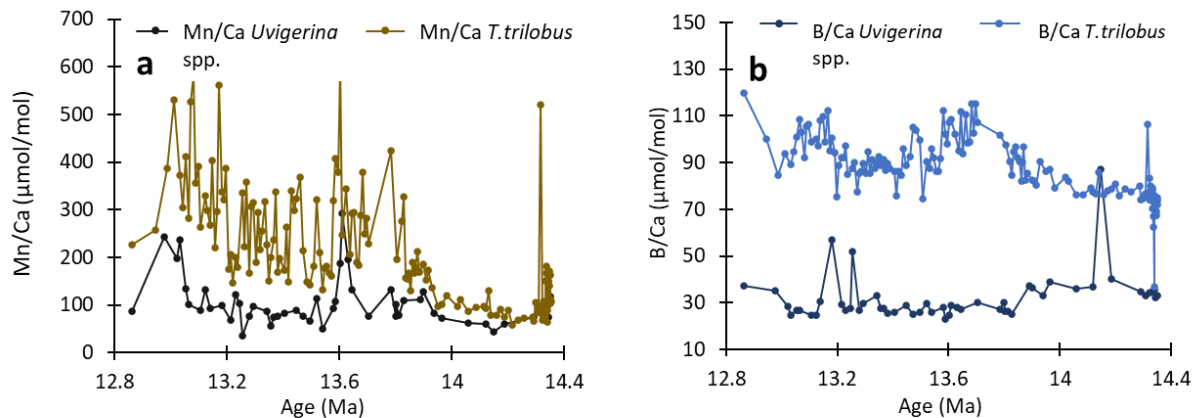 a
Mn/Ca Uvigerina
spp.
Mn/Ca T.trilobus
700
600
500
400
300
200
100
0
Mn/Ca (µmol/mol)
12.8
13.2
13.6
14
14.4
Age (Ma)
b
B/Ca Uvigerina
spp.
B/Ca T.trilobus
150
130
110
90
70
50
30
10
B/Ca (µmol/mol)
12.8
13.2
13.6
14
14.4
Age (Ma)